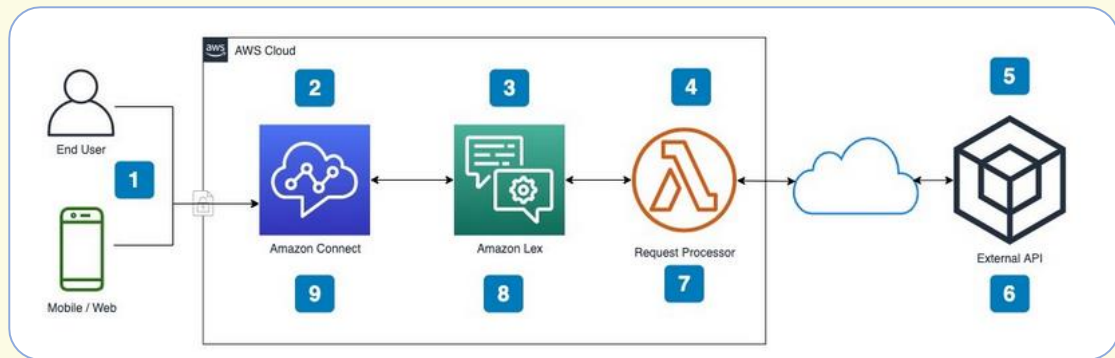 aws
AWS Cloud
2
3
4
5
End User
1
Amazon Connect
Amazon Lex
Request Processor
External API
Mobile / Web
9
8
7
6